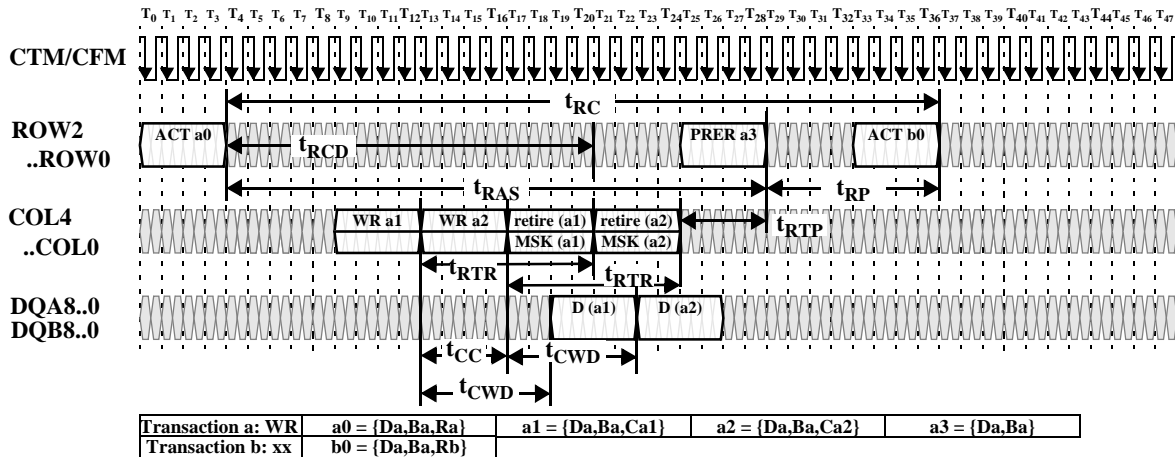 T0 T1 T2 T3 T4 T5 T6 T7 T8 T9 T10 T11 T12 T13 T14 T15 T16 T17 T18 T19 T20 T21 T22 T23 T24 T25 T26 T27 T28 T29 T30 T31 T32 T33 T34 T35 T36 T37 T38 T39 T40 T41 T42 T43 T44 T45 T46 T47
CTM/CFM
tRC
ROW2 ACT a0 PRER a3 ACT b0
..ROW0
tRCD
tRAS tRP
COL4 WR a1 WR a2 retire (a1) retire (a2)
..COL0 MSK (a1) MSK (a2)
tRTP
tRTR tRTR
DQA8..0 D (a1) D (a2)
DQB8..0
tCC tCWD
tCWD
Transaction a: WR a0 = {Da,Ba,Ra} a1 = {Da,Ba,Ca1} a2 = {Da,Ba,Ca2} a3 = {Da,Ba}
Transaction b: xx b0 = {Da,Ba,Rb}